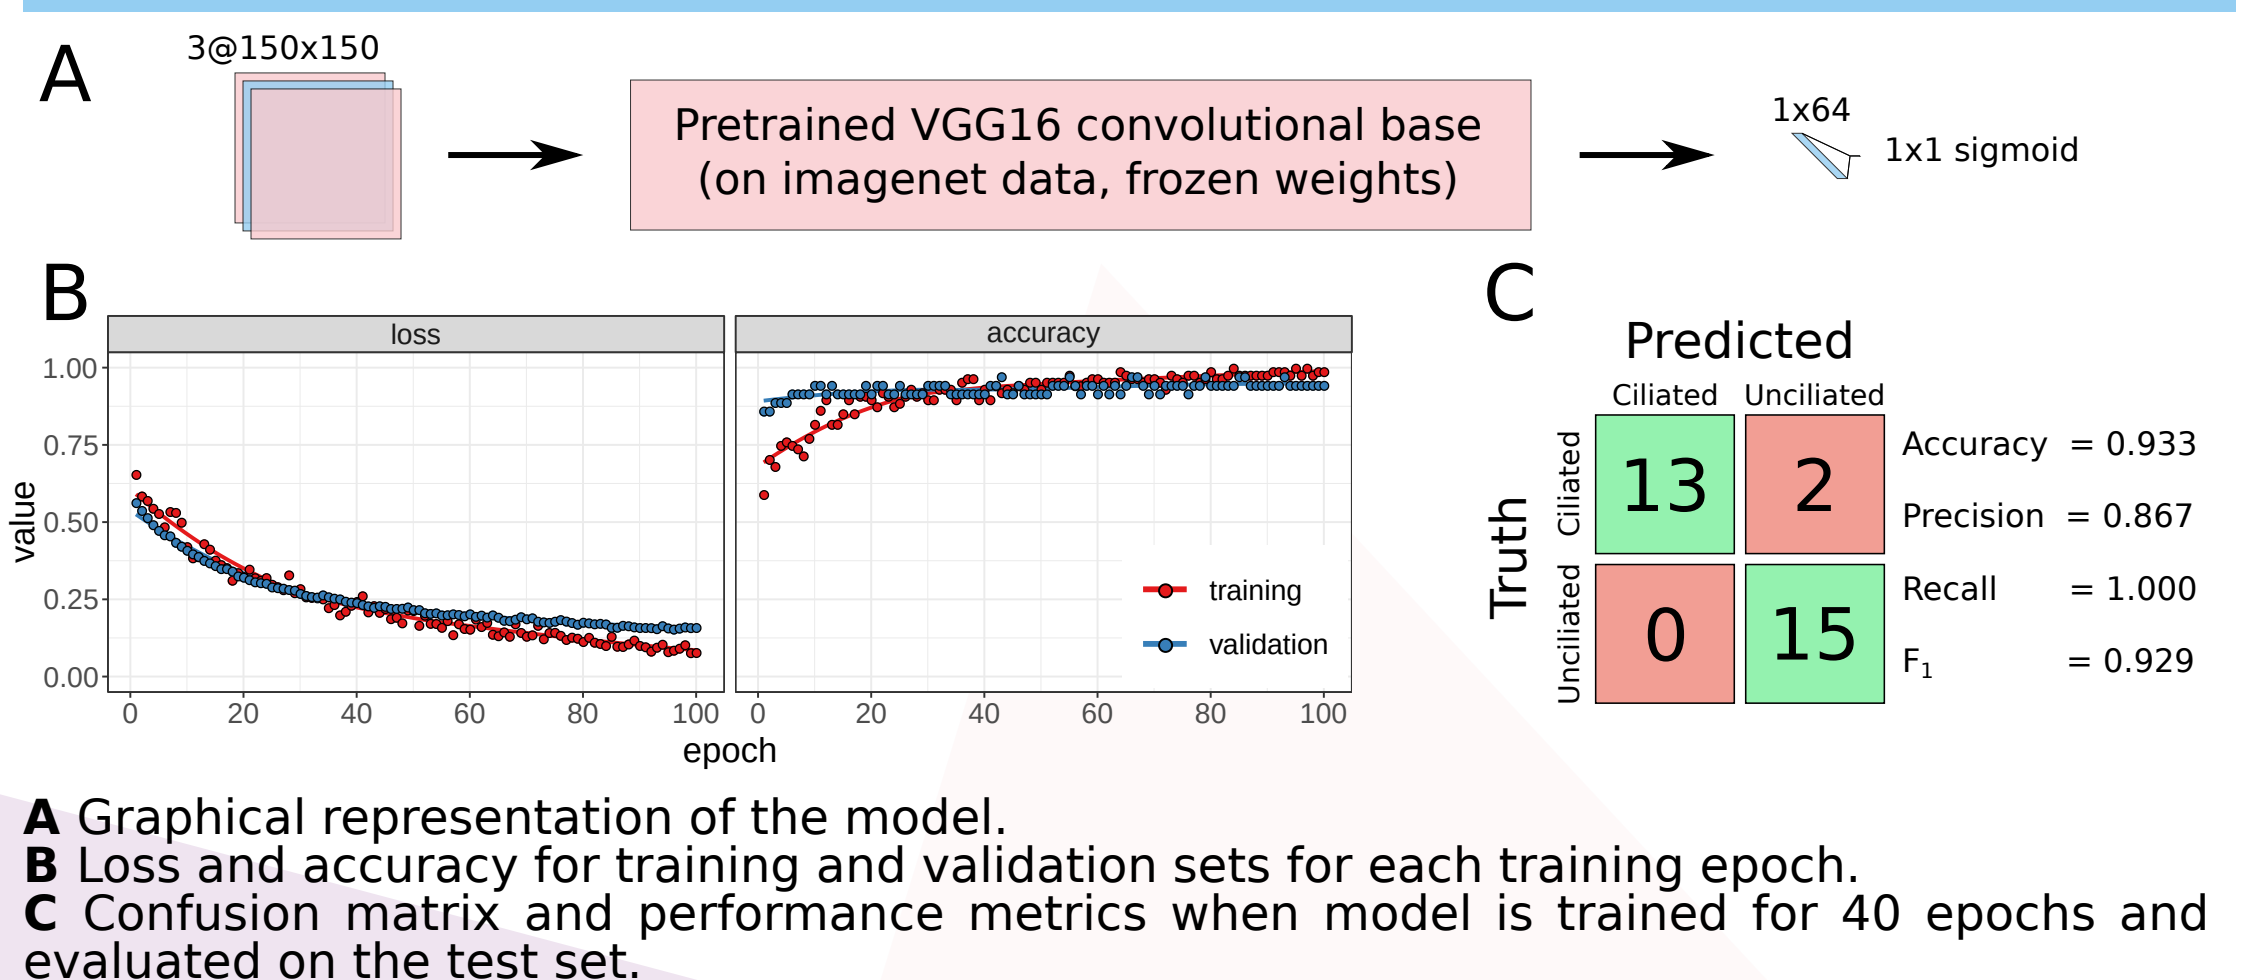 A
3@150x150
Pretrained VGG16 convolutional base
(on imagenet data, frozen weights)
1x64
1x1 sigmoid
B
loss
accuracy
value
1.00
0.75
0.50
0.25
0.00
0 20 40 60 80 100
0 20 40 60 80 100
epoch
training
validation
C
Predicted
Ciliated Unciliated
Truth
Ciliated
13 2
Unciliated
0 15
Accuracy = 0.933
Precision = 0.867
Recall = 1.000
F1 = 0.929
A Graphical representation of the model.
B Loss and accuracy for training and validation sets for each training epoch.
C Confusion matrix and performance metrics when model is trained for 40 epochs and
evaluated on the test set.